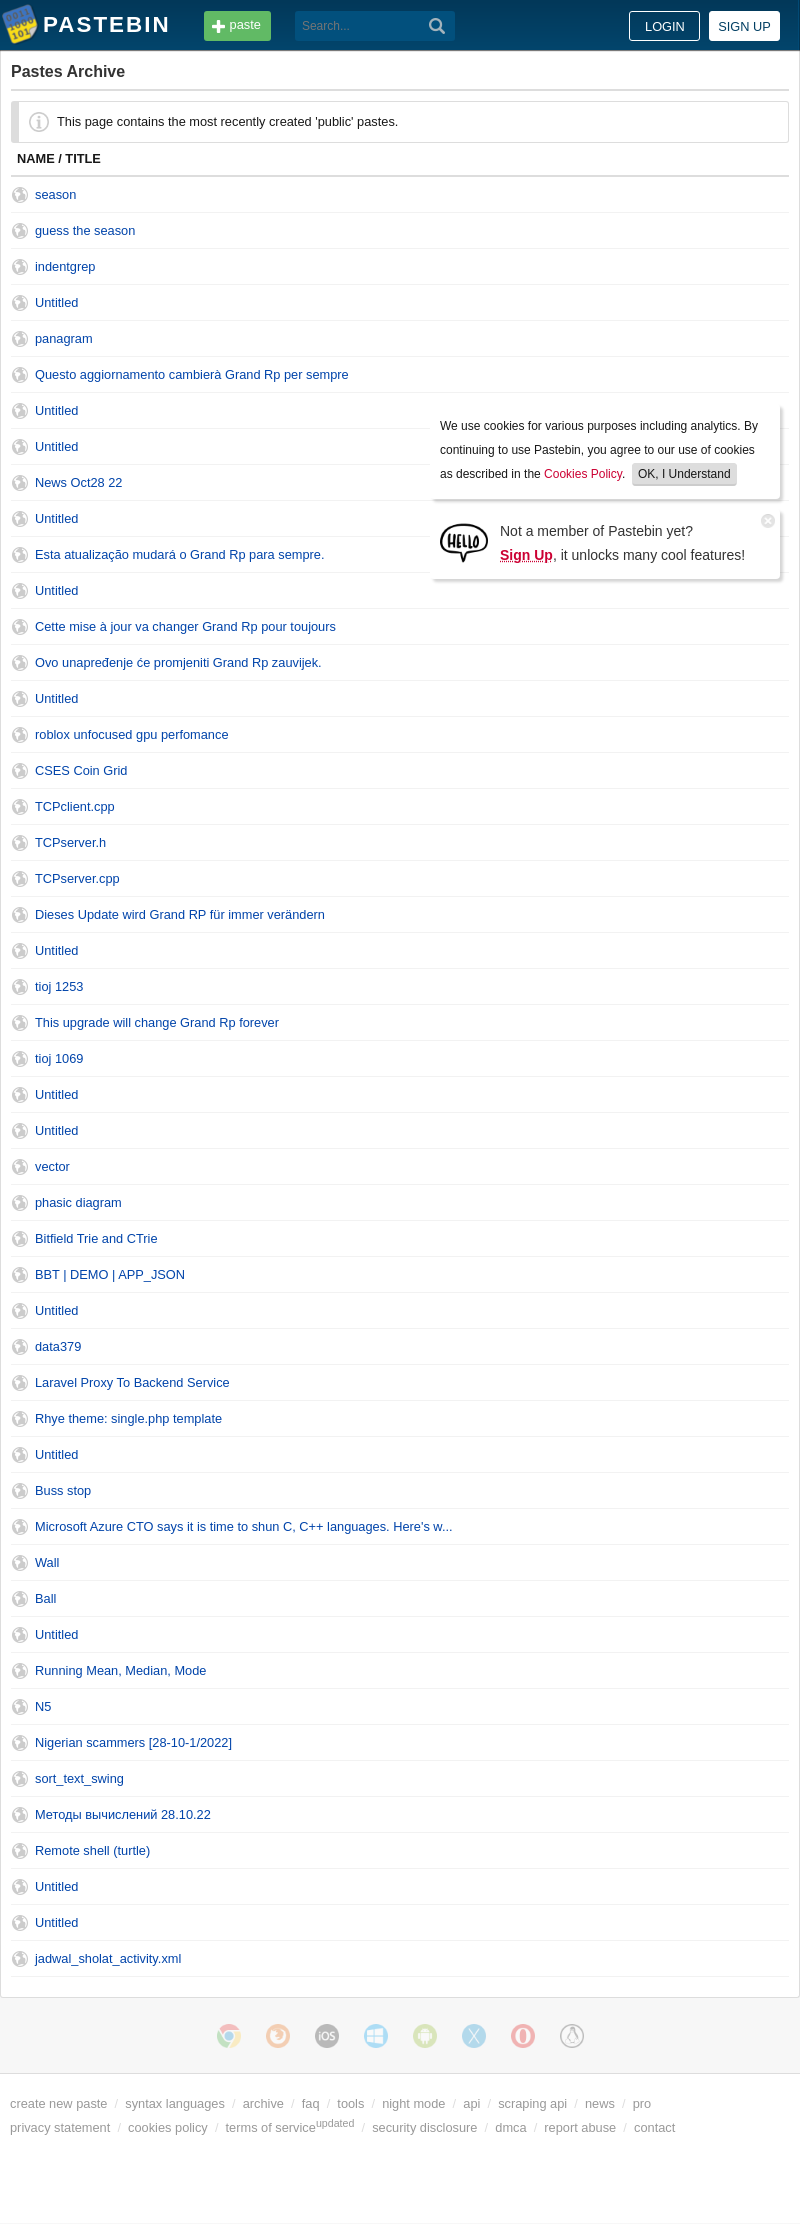 PASTEBIN
paste
Search...
LOGIN
SIGN UP
Pastes Archive
This page contains the most recently created 'public' pastes.
NAME / TITLE
season
guess the season
indentgrep
Untitled
panagram
Questo aggiornamento cambierà Grand Rp per sempre
Untitled
Untitled
News Oct28 22
Untitled
Esta atualização mudará o Grand Rp para sempre.
Untitled
We use cookies for various purposes including analytics. By
continuing to use Pastebin, you agree to our use of cookies
as described in the Cookies Policy. OK, I Understand
HELLO
Not a member of Pastebin yet?
Sign Up, it unlocks many cool features!
Cette mise à jour va changer Grand Rp pour toujours
Ovo unapređenje će promjeniti Grand Rp zauvijek.
Untitled
roblox unfocused gpu perfomance
CSES Coin Grid
TCPclient.cpp
TCPserver.h
TCPserver.cpp
Dieses Update wird Grand RP für immer verändern
Untitled
tioj 1253
This upgrade will change Grand Rp forever
tioj 1069
Untitled
Untitled
vector
phasic diagram
Bitfield Trie and CTrie
BBT | DEMO | APP_JSON
Untitled
data379
Laravel Proxy To Backend Service
Rhye theme: single.php template
Untitled
Buss stop
Microsoft Azure CTO says it is time to shun C, C++ languages. Here's w...
Wall
Ball
Untitled
Running Mean, Median, Mode
N5
Nigerian scammers [28-10-1/2022]
sort_text_swing
Методы вычислений 28.10.22
Remote shell (turtle)
Untitled
Untitled
jadwal_sholat_activity.xml
iOS
create new paste / syntax languages / archive / faq / tools / night mode / api / scraping api / news / pro
privacy statement / cookies policy / terms of serviceupdated / security disclosure / dmca / report abuse / contact